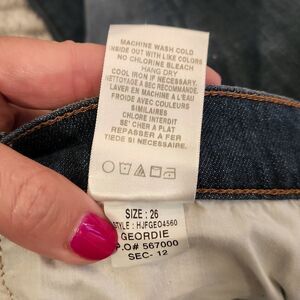 MACHINE WASH COLD
INSIDE OUT WITH LIKE COLORS
NO CHLORINE BLEACH
HANG DRY
COOL IRON IF NECESSARY.
NETTOYAGE A SEC RECOMMANDE.
LAVER EN MACHINE A L'EAU
FROIDE AVEC COULEURS
SIMILAIRES
CHLORE INTERDIT
SE' CHER A PLAT
REPASSER A FER
TIEDE SI NECESSAIRE.
SIZE : 26
STYLE : HJFGEO4560
GEORDIE
P.O# 567000
SEC- 12